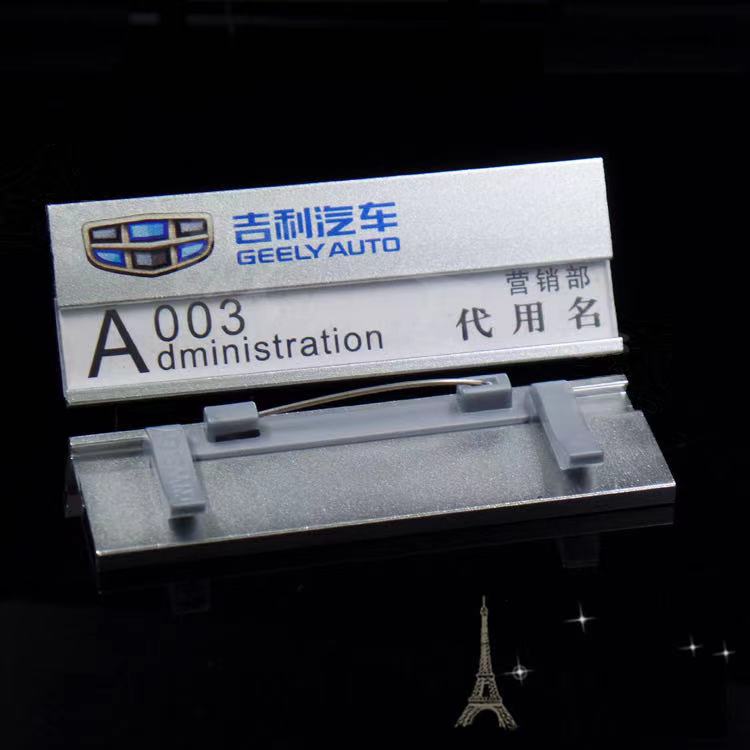 吉利汽车
GEELY AUTO
营销部
A003
dministration
代用名